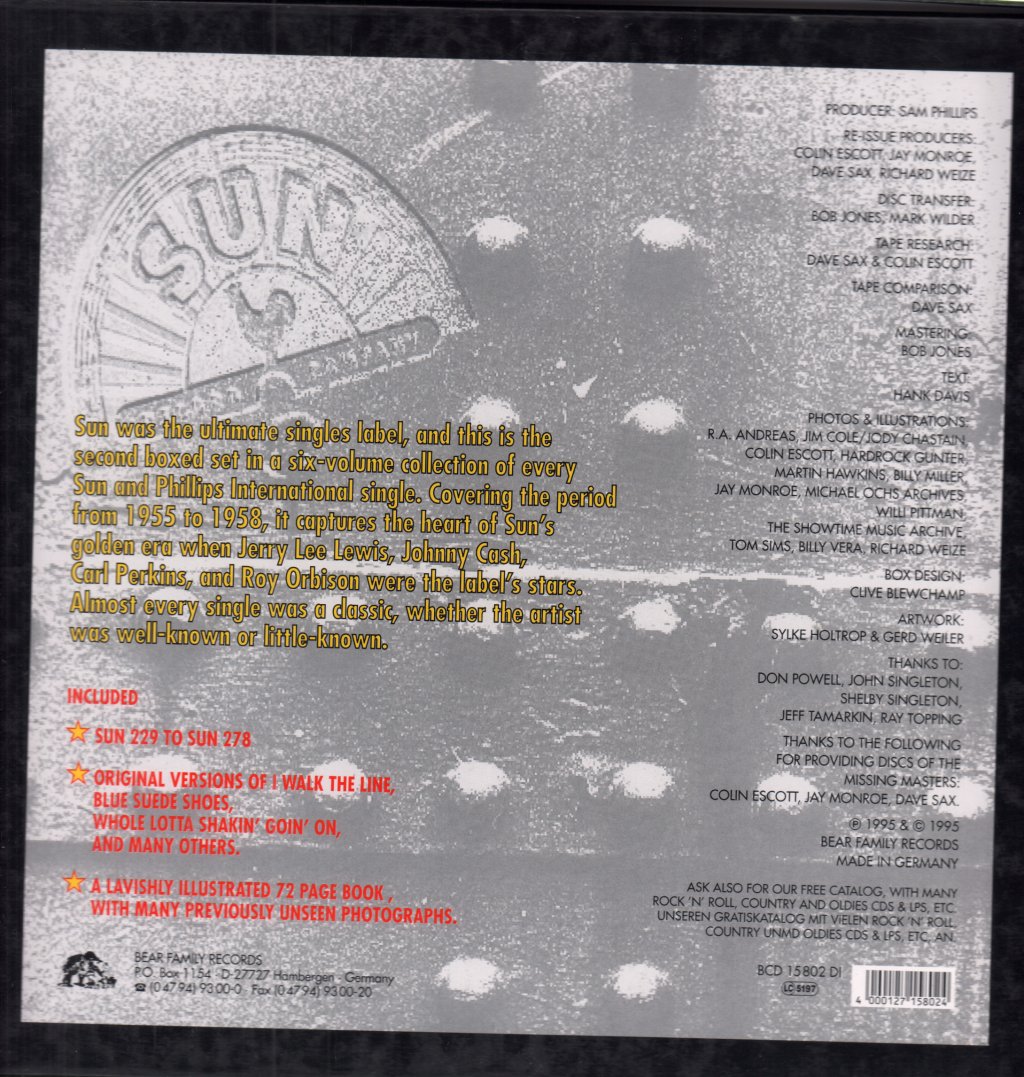 SUN
RECORD COMPANY
Sun was the ultimate singles label, and this is the
second boxed set in a six-volume collection of every
Sun and Phillips International single. Covering the period
from 1955 to 1958, it captures the heart of Sun's
golden era when Jerry Lee Lewis, Johnny Cash,
Carl Perkins, and Roy Orbison were the label's stars.
Almost every single was a classic, whether the artist
was well-known or little-known.
INCLUDED
SUN 229 TO SUN 278
ORIGINAL VERSIONS OF I WALK THE LINE,
BLUE SUEDE SHOES,
WHOLE LOTTA SHAKIN' GOIN' ON,
AND MANY OTHERS.
A LAVISHLY ILLUSTRATED 72 PAGE BOOK ,
WITH MANY PREVIOUSLY UNSEEN PHOTOGRAPHS.
BEAR FAMILY RECORDS
P.O. Box 1154 · D-27727 Hambergen - Germany
☎ (0 47 94) 93 00-0 · Fax (0 47 94) 93 00-20
PRODUCER: SAM PHILLIPS
RE-ISSUE PRODUCERS:
COLIN ESCOTT, JAY MONROE,
DAVE SAX, RICHARD WEIZE
DISC TRANSFER:
BOB JONES, MARK WILDER
TAPE RESEARCH:
DAVE SAX & COLIN ESCOTT
TAPE COMPARISON:
DAVE SAX
MASTERING:
BOB JONES
TEXT:
HANK DAVIS
PHOTOS & ILLUSTRATIONS:
R.A. ANDREAS, JIM COLE/JODY CHASTAIN,
COLIN ESCOTT, HARDROCK GUNTER,
MARTIN HAWKINS, BILLY MILLER,
JAY MONROE, MICHAEL OCHS ARCHIVES,
WILLI PITTMAN,
THE SHOWTIME MUSIC ARCHIVE,
TOM SIMS, BILLY VERA, RICHARD WEIZE
BOX DESIGN:
CLIVE BLEWCHAMP
ARTWORK:
SYLKE HOLTROP & GERD WEILER
THANKS TO:
DON POWELL, JOHN SINGLETON,
SHELBY SINGLETON,
JEFF TAMARKIN, RAY TOPPING
THANKS TO THE FOLLOWING
FOR PROVIDING DISCS OF THE
MISSING MASTERS:
COLIN ESCOTT, JAY MONROE, DAVE SAX.
℗ 1995 & © 1995
BEAR FAMILY RECORDS
MADE IN GERMANY
ASK ALSO FOR OUR FREE CATALOG, WITH MANY
ROCK 'N' ROLL, COUNTRY AND OLDIES CDS & LPS, ETC.
UNSEREN GRATISKATALOG MIT VIELEN ROCK 'N' ROLL,
COUNTRY UNMD OLDIES CDS & LPS, ETC. AN.
BCD 15802 DI
LC 5197
4 000127 158024